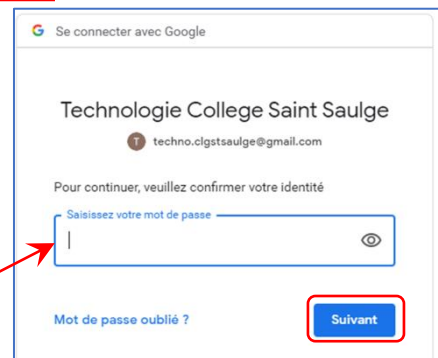 Se connecter avec Google
Technologie College Saint Saulge
T techno.clgstsaulge@gmail.com
Pour continuer, veuillez confirmer votre identité
Saisissez votre mot de passe
Mot de passe oublié ?
Suivant